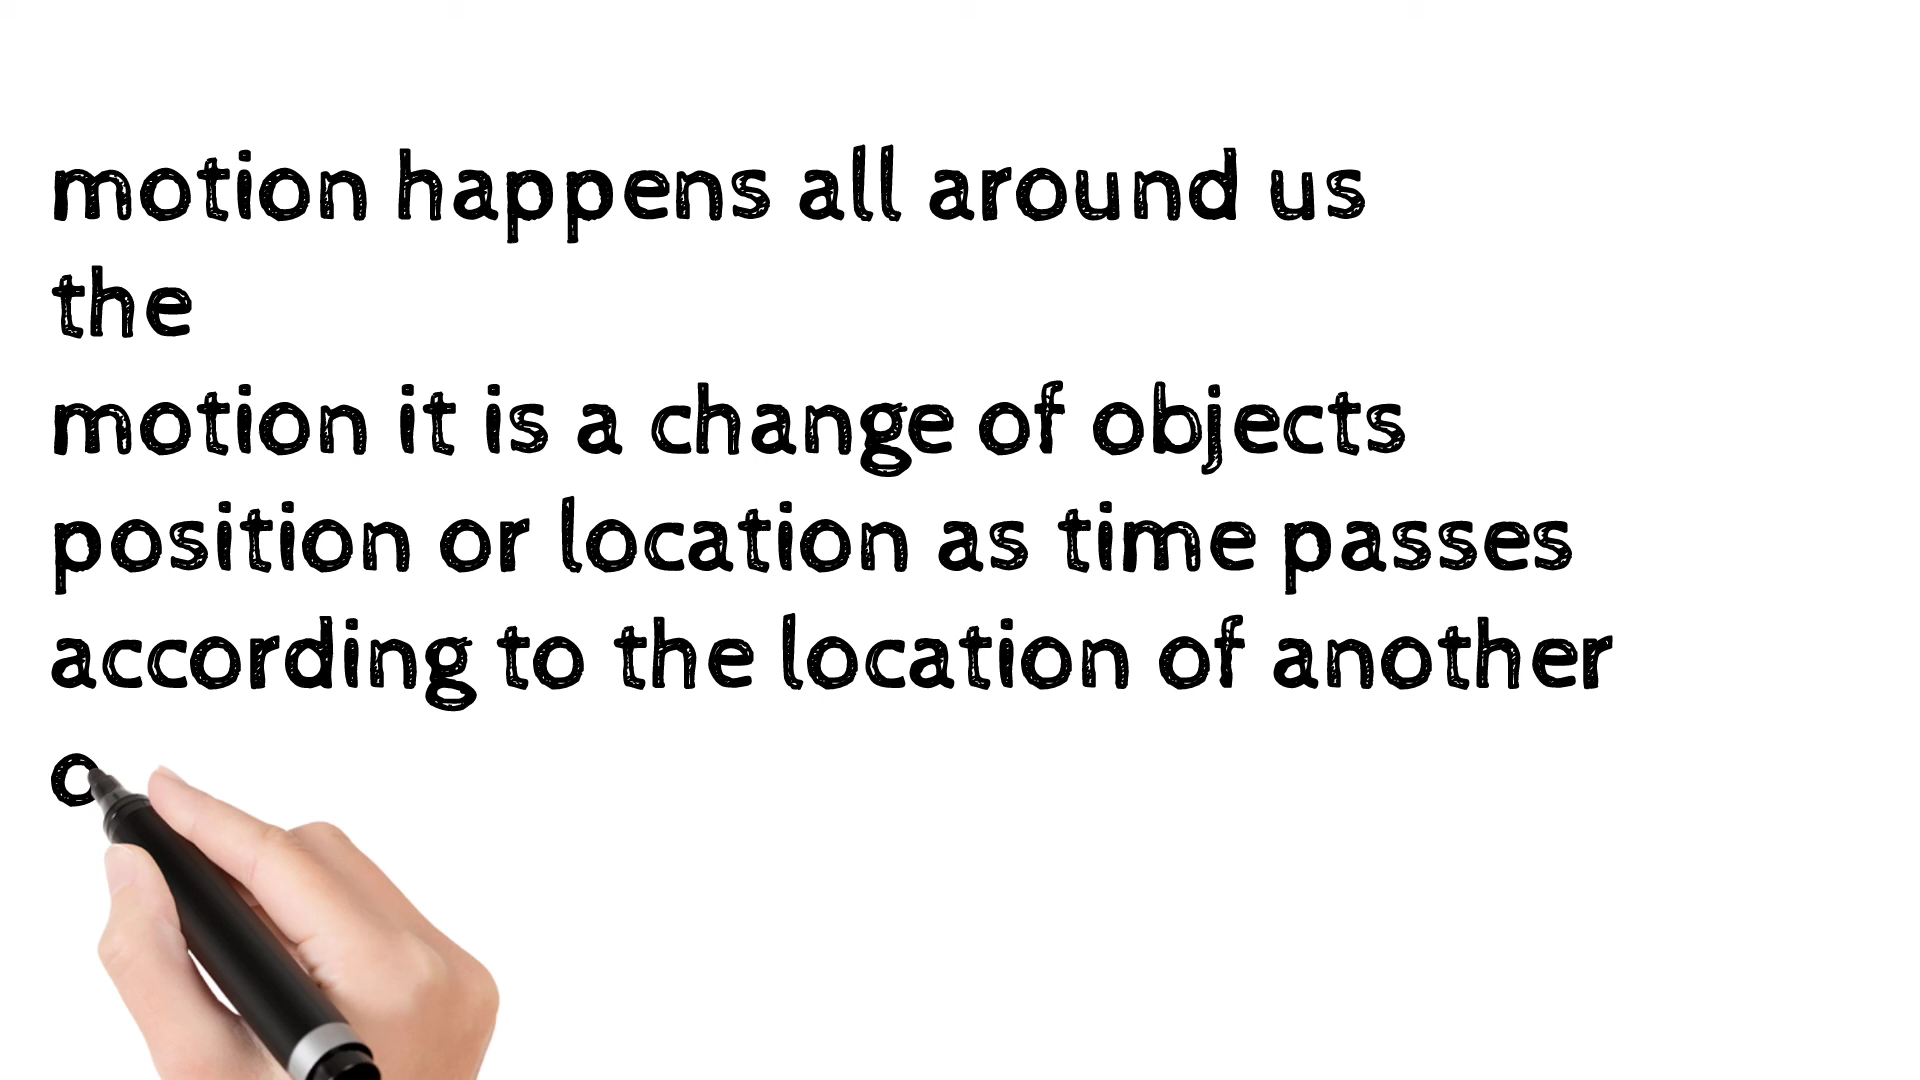 motion happens all around us
the
motion it is a change of objects
position or location as time passes
according to the location of another
o